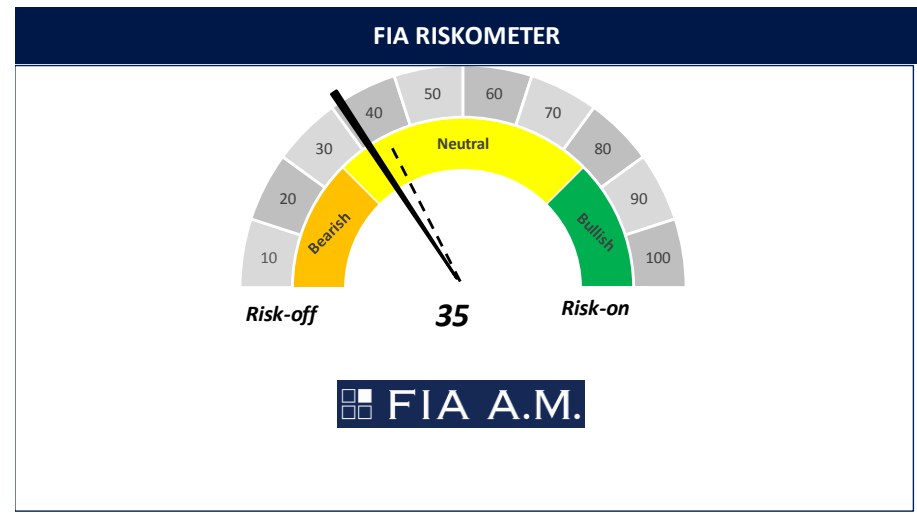 FIA RISKOMETER
10
20
30
40
50
60
70
80
90
100
Bearish
Neutral
Bullish
Risk-off
35
Risk-on
FIA A.M.